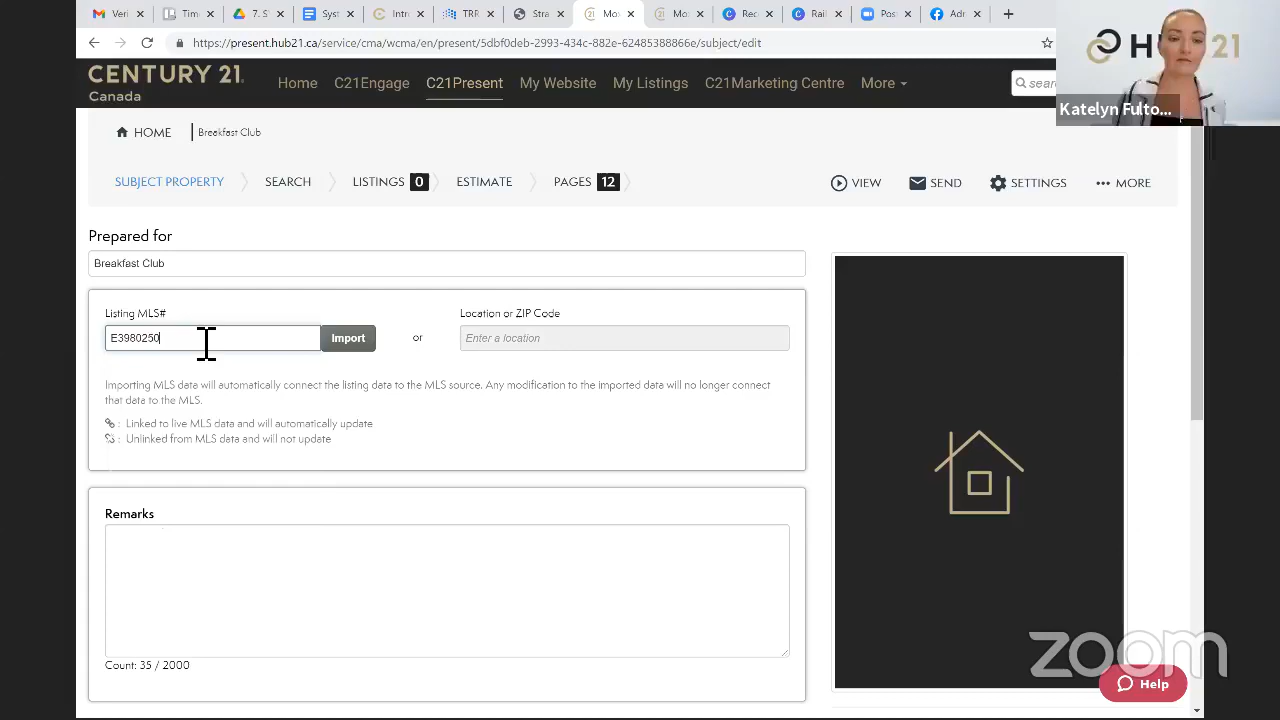 Veri
Time
7. S
Syst
Intr
TRE
Stra
Mo
Mo
Rec
Rail
Pos
Adr
https://present.hub21.ca/service/cma/wema/en/present/5dbf0deb-2993-434c-882e-62485388f86e/subject/edit
H 21
CENTURY 21.
Canada
Home
C21Engage
C21Present
My Website
My Listings
C21Marketing Centre
More
Katelyn Fulto...
HOME
Breakfast Club
SUBJECT PROPERTY
SEARCH
LISTINGS 0
ESTIMATE
PAGES 12
VIEW
SEND
SETTINGS
MORE
Prepared for
Breakfast Club
Listing MLS#
Location or ZIP Code
E3980250
Import
or
Enter a location
Importing MLS data will automatically connect the listing data to the MLS source. Any modification to the imported data will no longer connect
that data to the MLS.
: Linked to live MLS data and will automatically update
: Unlinked from MLS data and will not update
Remarks
Count: 35 / 2000
zoom
Help